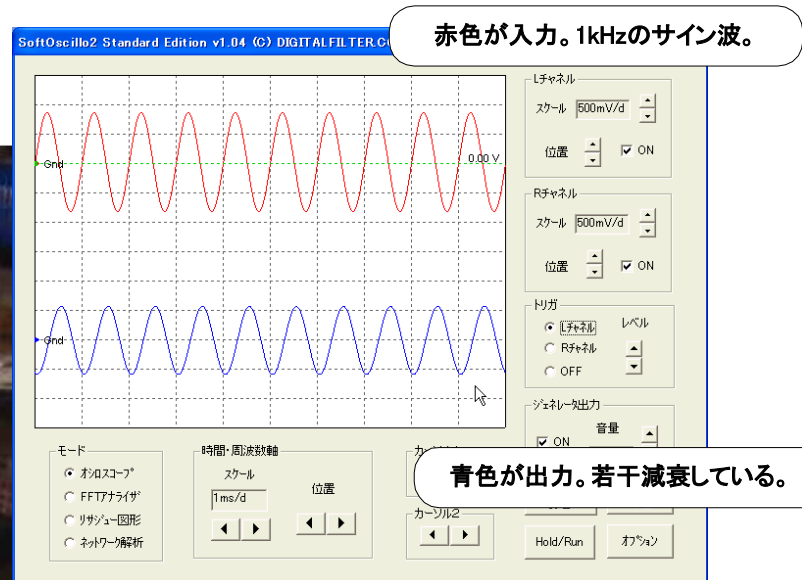 赤色が入力。1kHzのサイン波。
SoftOscillo2 Standard Edition v1.04 (C) DIGITALFILTER.C
Gnd
0.00 V
Gnd
Lチャネル
スケール 500mV/d
位置 ON
Rチャネル
スケール 500mV/d
位置 ON
トリガ
Lチャネル レベル
Rチャネル
OFF
ジェネレータ出力
音量
ON
青色が出力。若干減衰している。
モード
オシロスコープ
FFTアナライザ
リサジュー図形
ネットワーク解析
時間・周波数軸
スケール
位置
1ms/d
カーソル2
Hold/Run
オプション